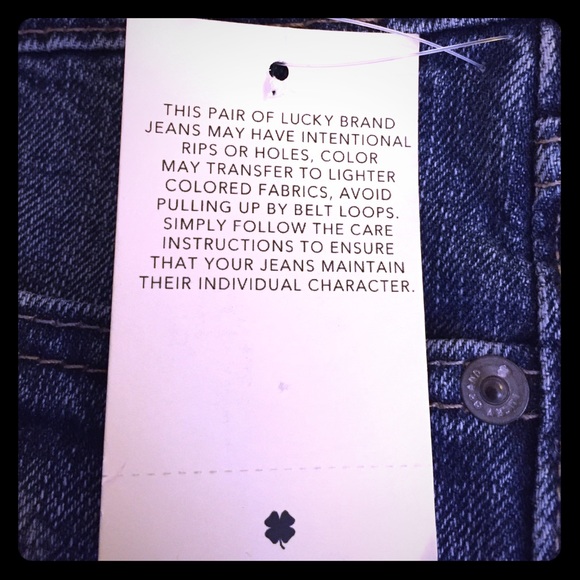 THIS PAIR OF LUCKY BRAND
JEANS MAY HAVE INTENTIONAL
RIPS OR HOLES, COLOR
MAY TRANSFER TO LIGHTER
COLORED FABRICS, AVOID
PULLING UP BY BELT LOOPS.
SIMPLY FOLLOW THE CARE
INSTRUCTIONS TO ENSURE
THAT YOUR JEANS MAINTAIN
THEIR INDIVIDUAL CHARACTER.